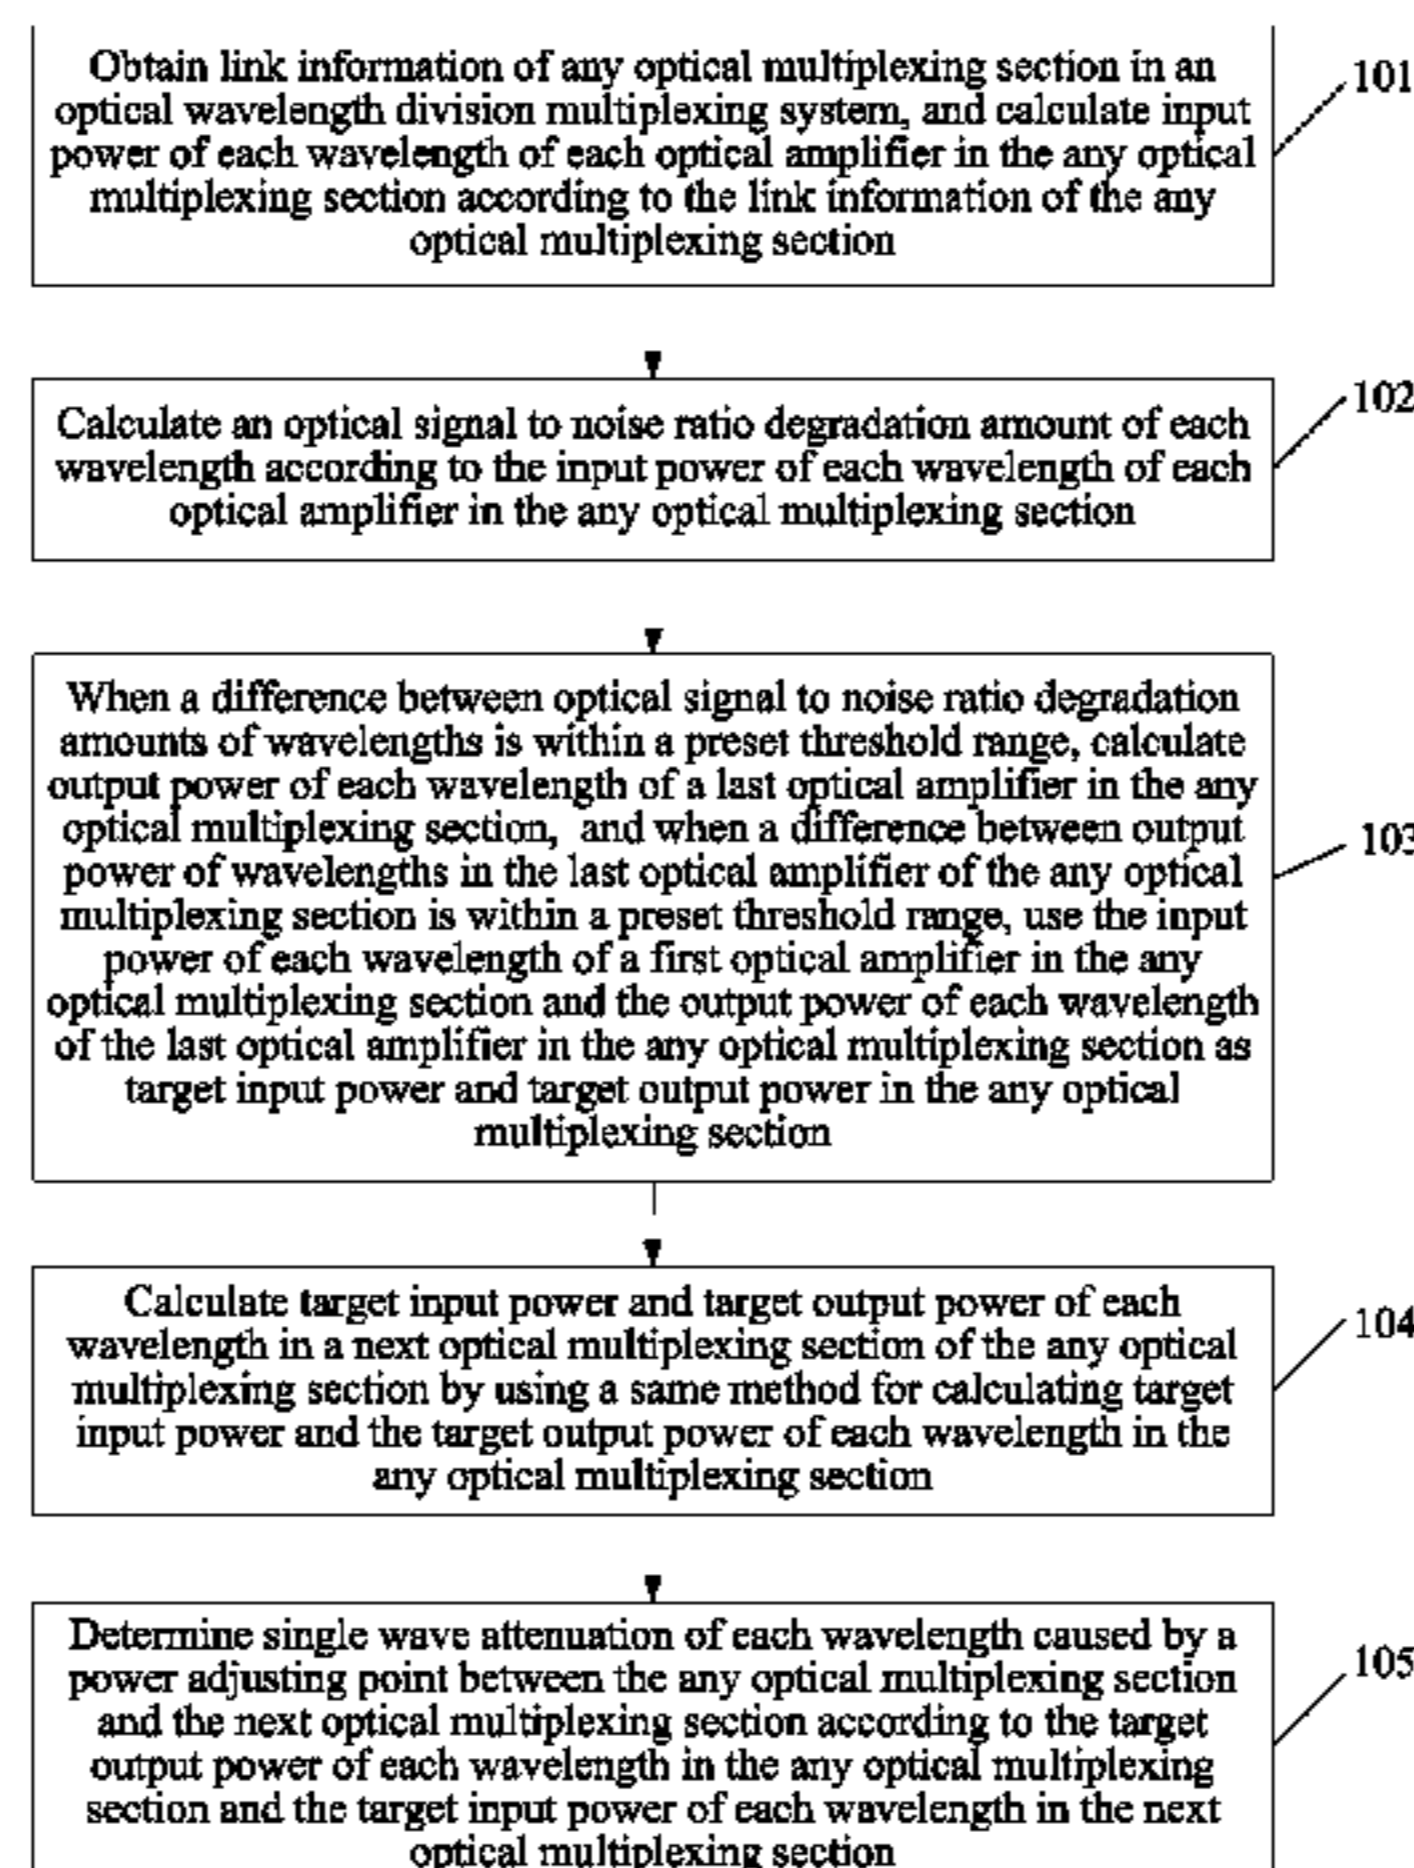 Obtain link information of any optical multiplexing section in an
optical wavelength division multiplexing system, and calculate input
power of each wavelength of each optical amplifier in the any optical
multiplexing section according to the link information of the any
optical multiplexing section
101
Calculate an optical signal to noise ratio degradation amount of each
wavelength according to the input power of each wavelength of each
optical amplifier in the any optical multiplexing section
102
When a difference between optical signal to noise ratio degradation
amounts of wavelengths is within a preset threshold range, calculate
output power of each wavelength of a last optical amplifier in the any
optical multiplexing section, and when a difference between output
power of wavelengths in the last optical amplifier of the any optical
multiplexing section is within a preset threshold range, use the input
power of each wavelength of a first optical amplifier in the any
optical multiplexing section and the output power of each wavelength
of the last optical amplifier in the any optical multiplexing section as
target input power and target output power in the any optical
multiplexing section
103
Calculate target input power and target output power of each
wavelength in a next optical multiplexing section of the any optical
multiplexing section by using a same method for calculating target
input power and the target output power of each wavelength in the
any optical multiplexing section
104
Determine single wave attenuation of each wavelength caused by a
power adjusting point between the any optical multiplexing section
and the next optical multiplexing section according to the target
output power of each wavelength in the any optical multiplexing
section and the target input power of each wavelength in the next
optical multiplexing section
105